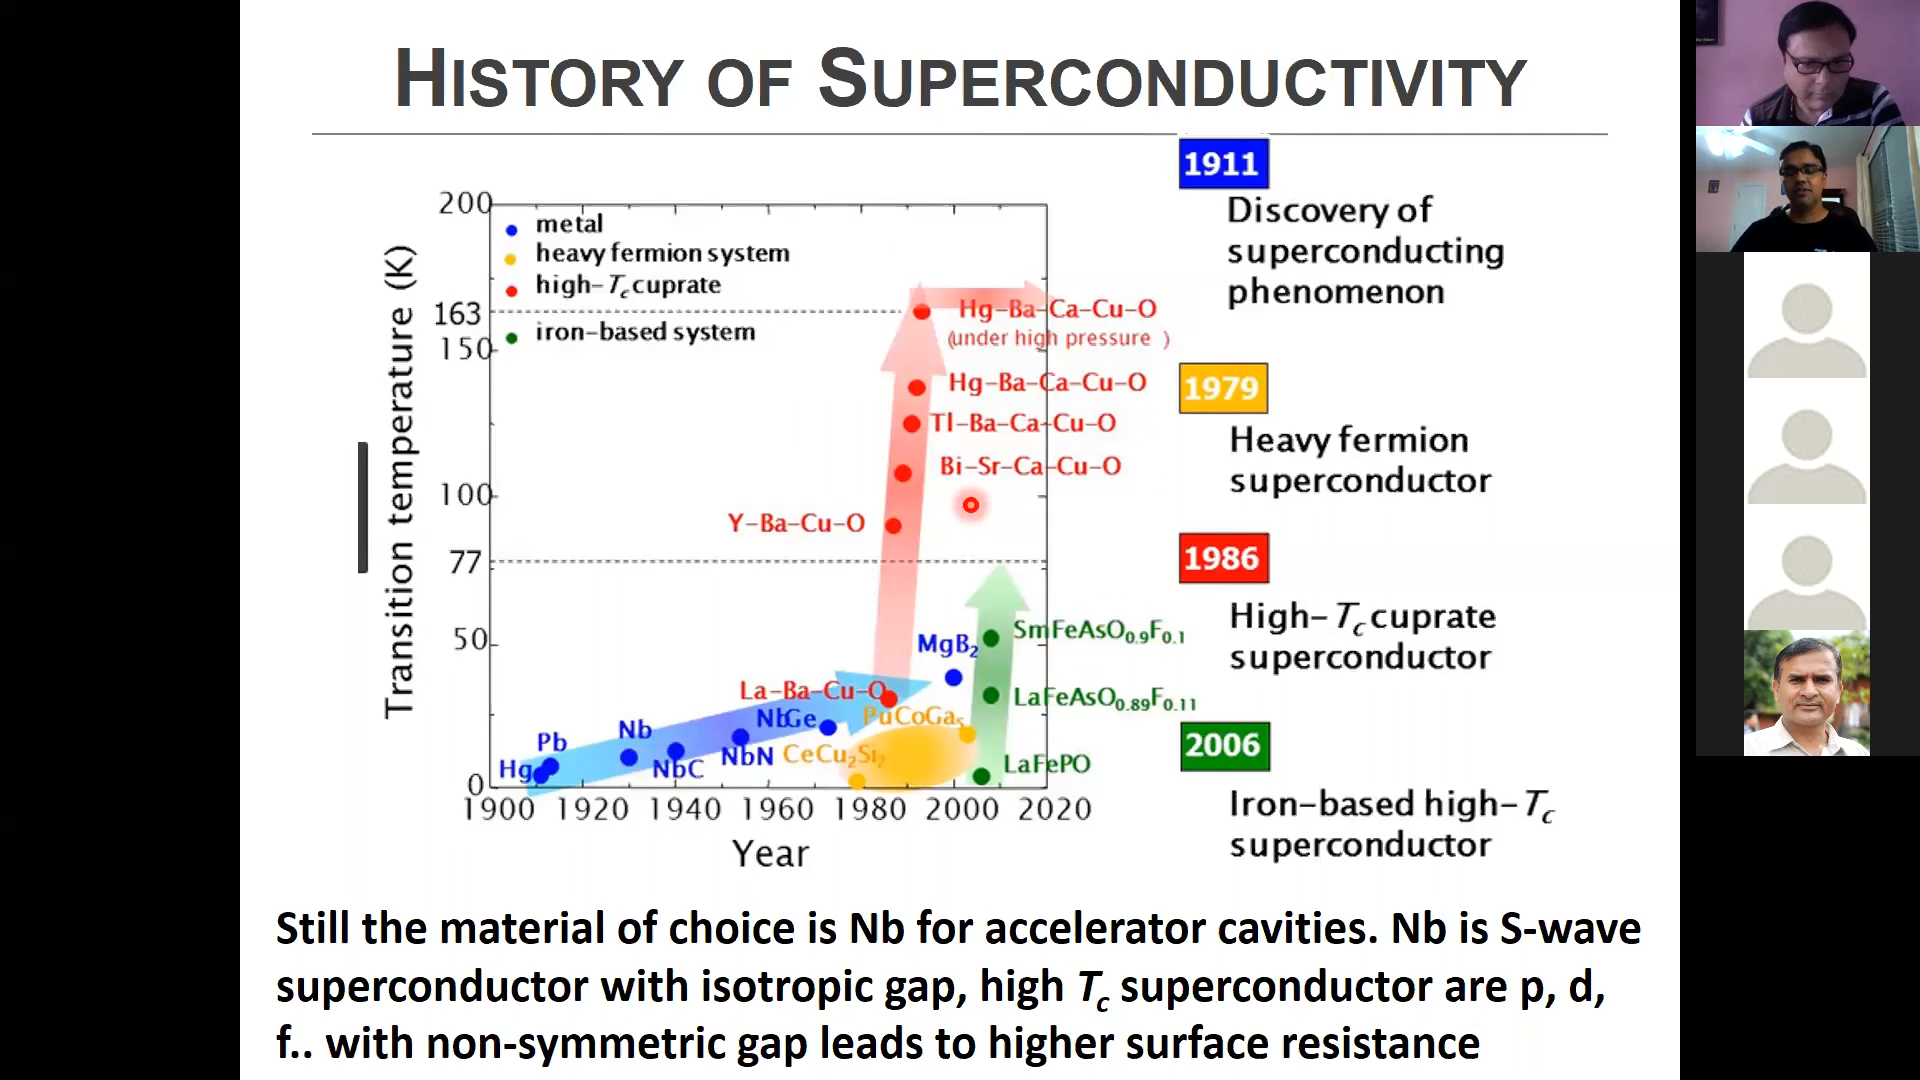 HISTORY OF SUPERCONDUCTIVITY
Transition temperature (K)
200
163
150
100
77
50
0
metal
heavy fermion system
high-Tc cuprate
iron-based system
Hg-Ba-Ca-Cu-O
(under high pressure )
Hg-Ba-Ca-Cu-O
Tl-Ba-Ca-Cu-O
Bi-Sr-Ca-Cu-O
Y-Ba-Cu-O
SmFeAsO0.9F0.1
MgB2
La-Ba-Cu-O
LaFeAsO0.89F0.11
PuCoGa5
Nb
Pb
Hg
NbC
NbN
CeCu2Si2
LaFePO
1900 1920 1940 1960 1980 2000 2020
Year
1911
Discovery of
superconducting
phenomenon
1979
Heavy fermion
superconductor
1986
High-Tc cuprate
superconductor
2006
Iron-based high-Tc
superconductor
Still the material of choice is Nb for accelerator cavities. Nb is S-wave
superconductor with isotropic gap, high Tc superconductor are p, d,
f.. with non-symmetric gap leads to higher surface resistance